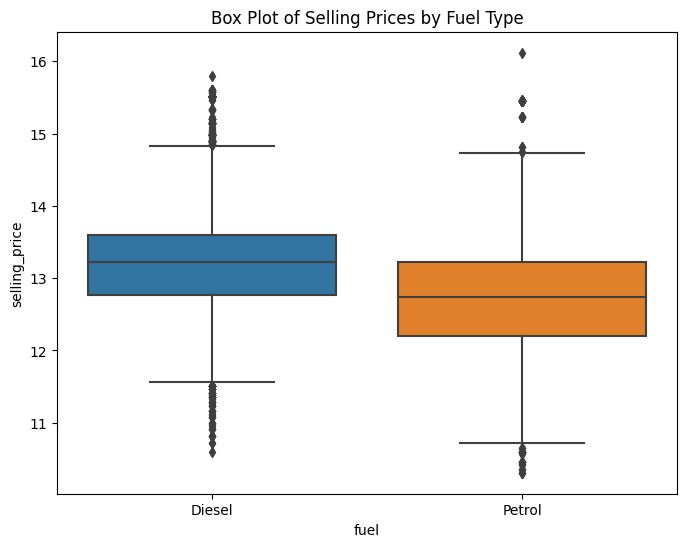 Box Plot of Selling Prices by Fuel Type
16
15
14
13
12
11
selling_price
Diesel
Petrol
fuel